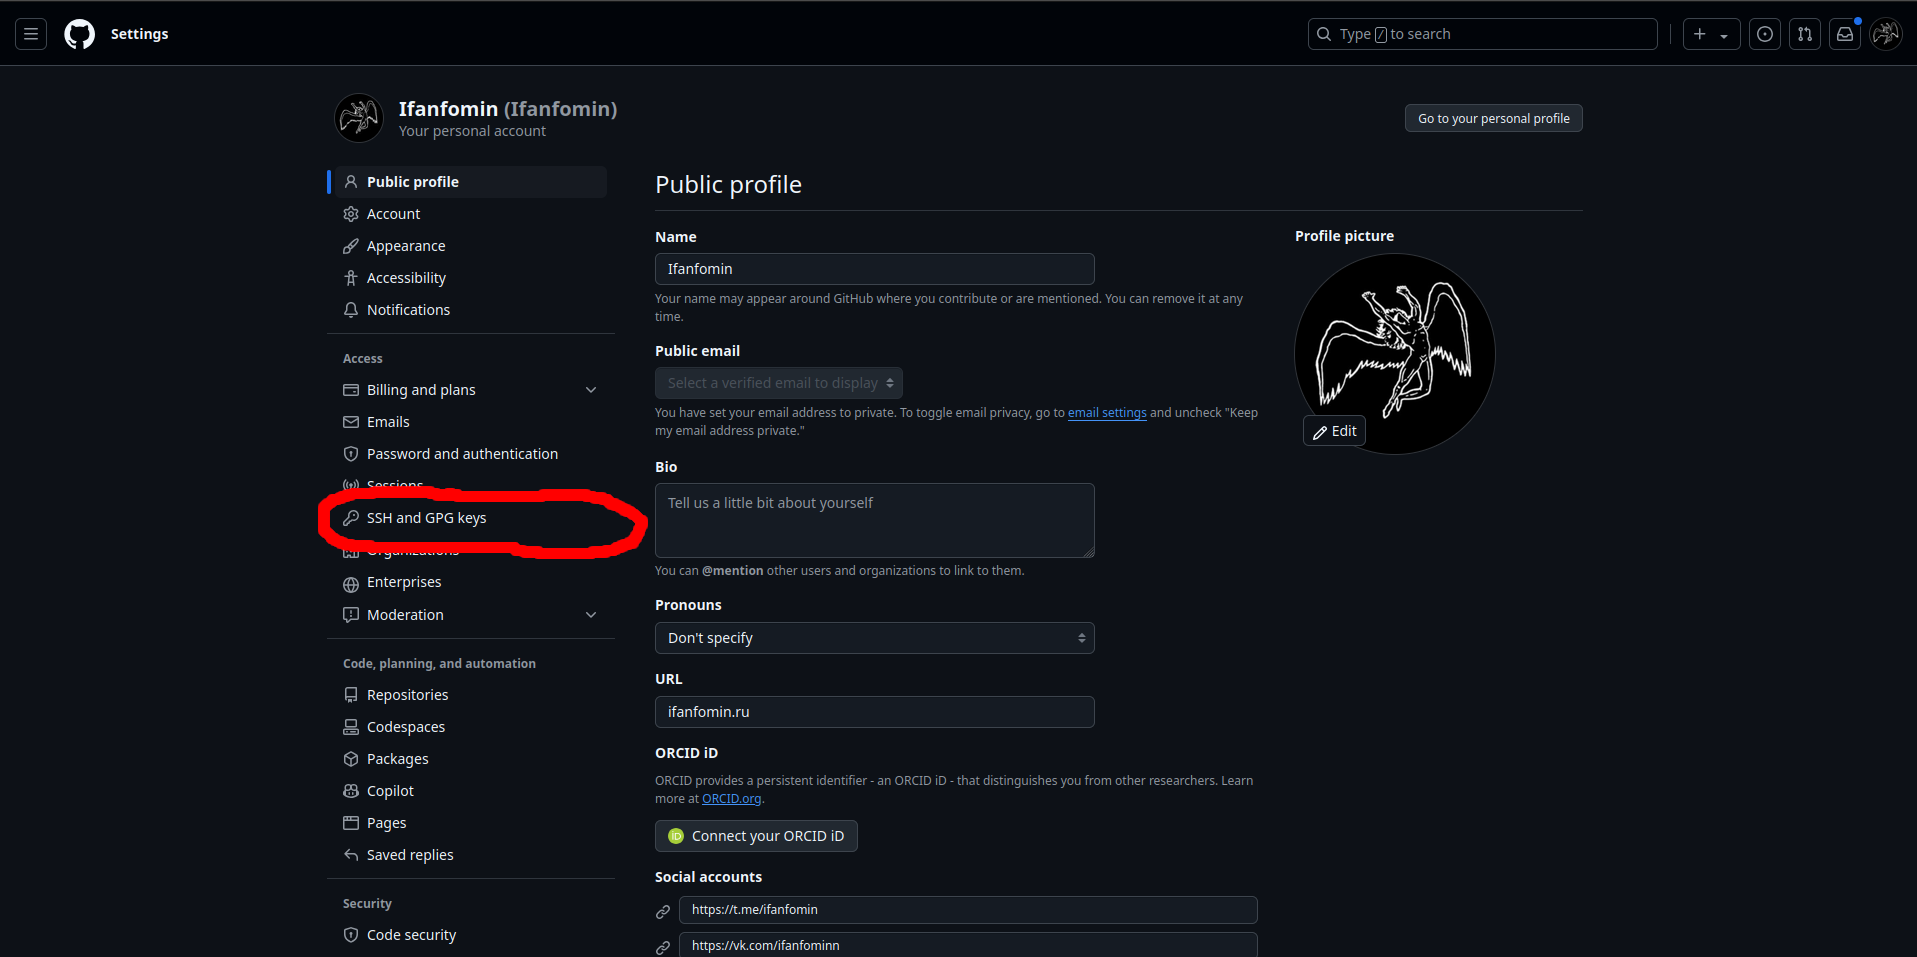 Settings
Type / to search
Ifanfomin (Ifanfomin)
Your personal account
Go to your personal profile
Public profile
Account
Appearance
Accessibility
Notifications
Access
Billing and plans
Emails
Password and authentication
Sessions
SSH and GPG keys
Organizations
Enterprises
Moderation
Code, planning, and automation
Repositories
Codespaces
Packages
Copilot
Pages
Saved replies
Security
Code security
Public profile
Name
Ifanfomin
Your name may appear around GitHub where you contribute or are mentioned. You can remove it at any
time.
Public email
Select a verified email to display
You have set your email address to private. To toggle email privacy, go to email settings and uncheck "Keep
my email address private."
Bio
Tell us a little bit about yourself
You can @mention other users and organizations to link to them.
Pronouns
Don't specify
URL
ifanfomin.ru
ORCID iD
ORCID provides a persistent identifier - an ORCID iD - that distinguishes you from other researchers. Learn
more at ORCID.org.
iD Connect your ORCID iD
Social accounts
https://t.me/ifanfomin
https://vk.com/ifanfominn
Profile picture
Edit